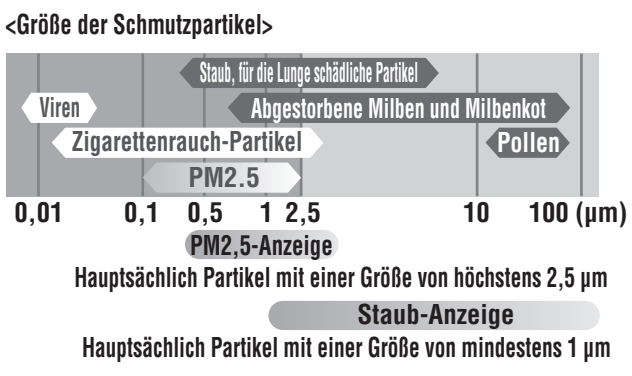 <Größe der Schmutzpartikel>
Staub, für die Lunge schädliche Partikel
Viren
Abgestorbene Milben und Milbenkot
Zigarettenrauch-Partikel
Pollen
PM2.5
0,01 0,1 0,5 1 2,5 10 100 (µm)
PM2,5-Anzeige
Hauptsächlich Partikel mit einer Größe von höchstens 2,5 µm
Staub-Anzeige
Hauptsächlich Partikel mit einer Größe von mindestens 1 µm